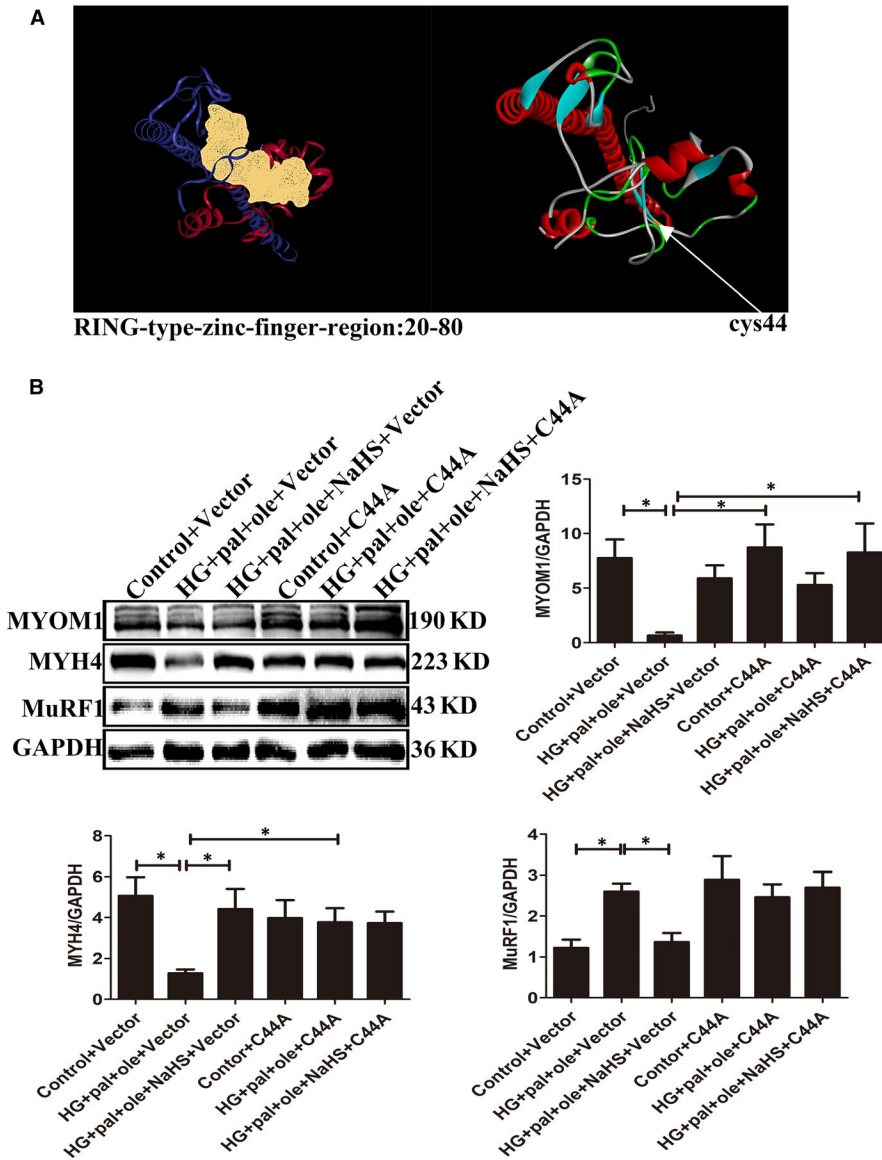 A
RING-type-zinc-finger-region:20-80
cys44
B
Control+Vector
HG+pal+ole+Vector
HG+pal+ole+NaHS+Vector
Control+C44A
HG+pal+ole+C44A
HG+pal+ole+NaHS+C44A
MYOM1 190 KD
MYH4 223 KD
MuRF1 43 KD
GAPDH 36 KD
MYOM1/GAPDH
15
10
5
0
* * *
Control+Vector
HG+pal+ole+Vector
HG+pal+ole+NaHS+Vector
Contor+C44A
HG+pal+ole+C44A
HG+pal+ole+NaHS+C44A
MYH4/GAPDH
8
6
4
2
0
* * *
Control+Vector
HG+pal+ole+Vector
HG+pal+ole+NaHS+Vector
Contor+C44A
HG+pal+ole+C44A
HG+pal+ole+NaHS+C44A
MuRF1/GAPDH
4
3
2
1
0
* *
Control+Vector
HG+pal+ole+Vector
HG+pal+ole+NaHS+Vector
Contor+C44A
HG+pal+ole+C44A
HG+pal+ole+NaHS+C44A